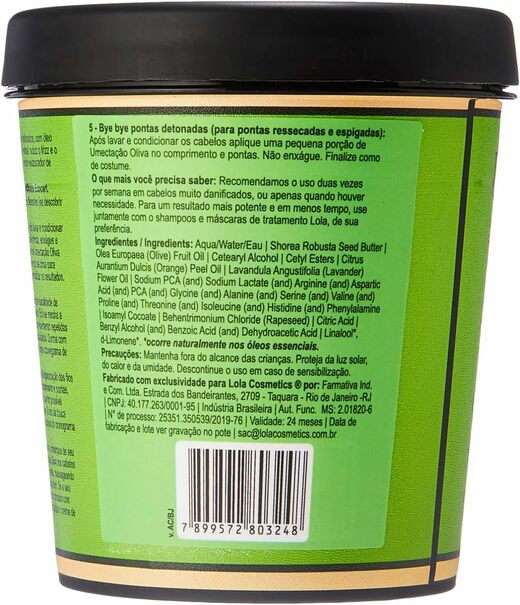 5 - Bye bye pontas detonadas (para pontas ressecadas e espigadas):
Após lavar e condicionar os cabelos aplique uma pequena porção de
Umectação Oliva no comprimento e pontas. Não enxágue. Finalize como
de costume.
O que mais você precisa saber: Recomendamos o uso duas vezes
por semana em cabelos muito danificados, ou apenas quando houver
necessidade. Para um resultado mais potente e em menos tempo, use
juntamente com o shampoos e máscaras de tratamento Lola, de sua
preferência.
Ingredientes / Ingredients: Aqua/Water/Eau | Shorea Robusta Seed Butter |
Olea Europaea (Olive) Fruit Oil | Cetearyl Alcohol | Cetyl Esters | Citrus
Aurantium Dulcis (Orange) Peel Oil | Lavandula Angustifolia (Lavander)
Flower Oil | Sodium PCA (and) Sodium Lactate (and) Arginine (and) Aspartic
Acid (and) PCA (and) Glycine (and) Alanine (and) Serine (and) Valine (and)
Proline (and) Threonine (and) Isoleucine (and) Histidine (and) Phenylalamine
| Isoamyl Cocoate | Behentrimonium Chloride (Rapeseed) | Citric Acid |
Benzyl Alcohol (and) Benzoic Acid (and) Dehydroacetic Acid | Linalool*,
d-Limonene*. *ocorre naturalmente nos óleos essenciais.
Precauções: Mantenha fora do alcance das crianças. Proteja da luz solar,
do calor e da umidade. Descontinue o uso em caso de sensibilização.
Fabricado com exclusividade para Lola Cosmetics ® por: Farmativa Ind.
e Com. Ltda. Estrada dos Bandeirantes, 2709 - Taquara - Rio de Janeiro -RJ
| CNPJ: 40.177.263/0001-95 | Indústria Brasileira | Aut. Func. MS: 2.01820-6
| N° de processo: 25351.350539/2019-76 | Validade: 24 meses | Data de
fabricação e lote ver gravação no pote | sac@lolacosmetics.com.br
v. AC/BJ
7 899572 803248